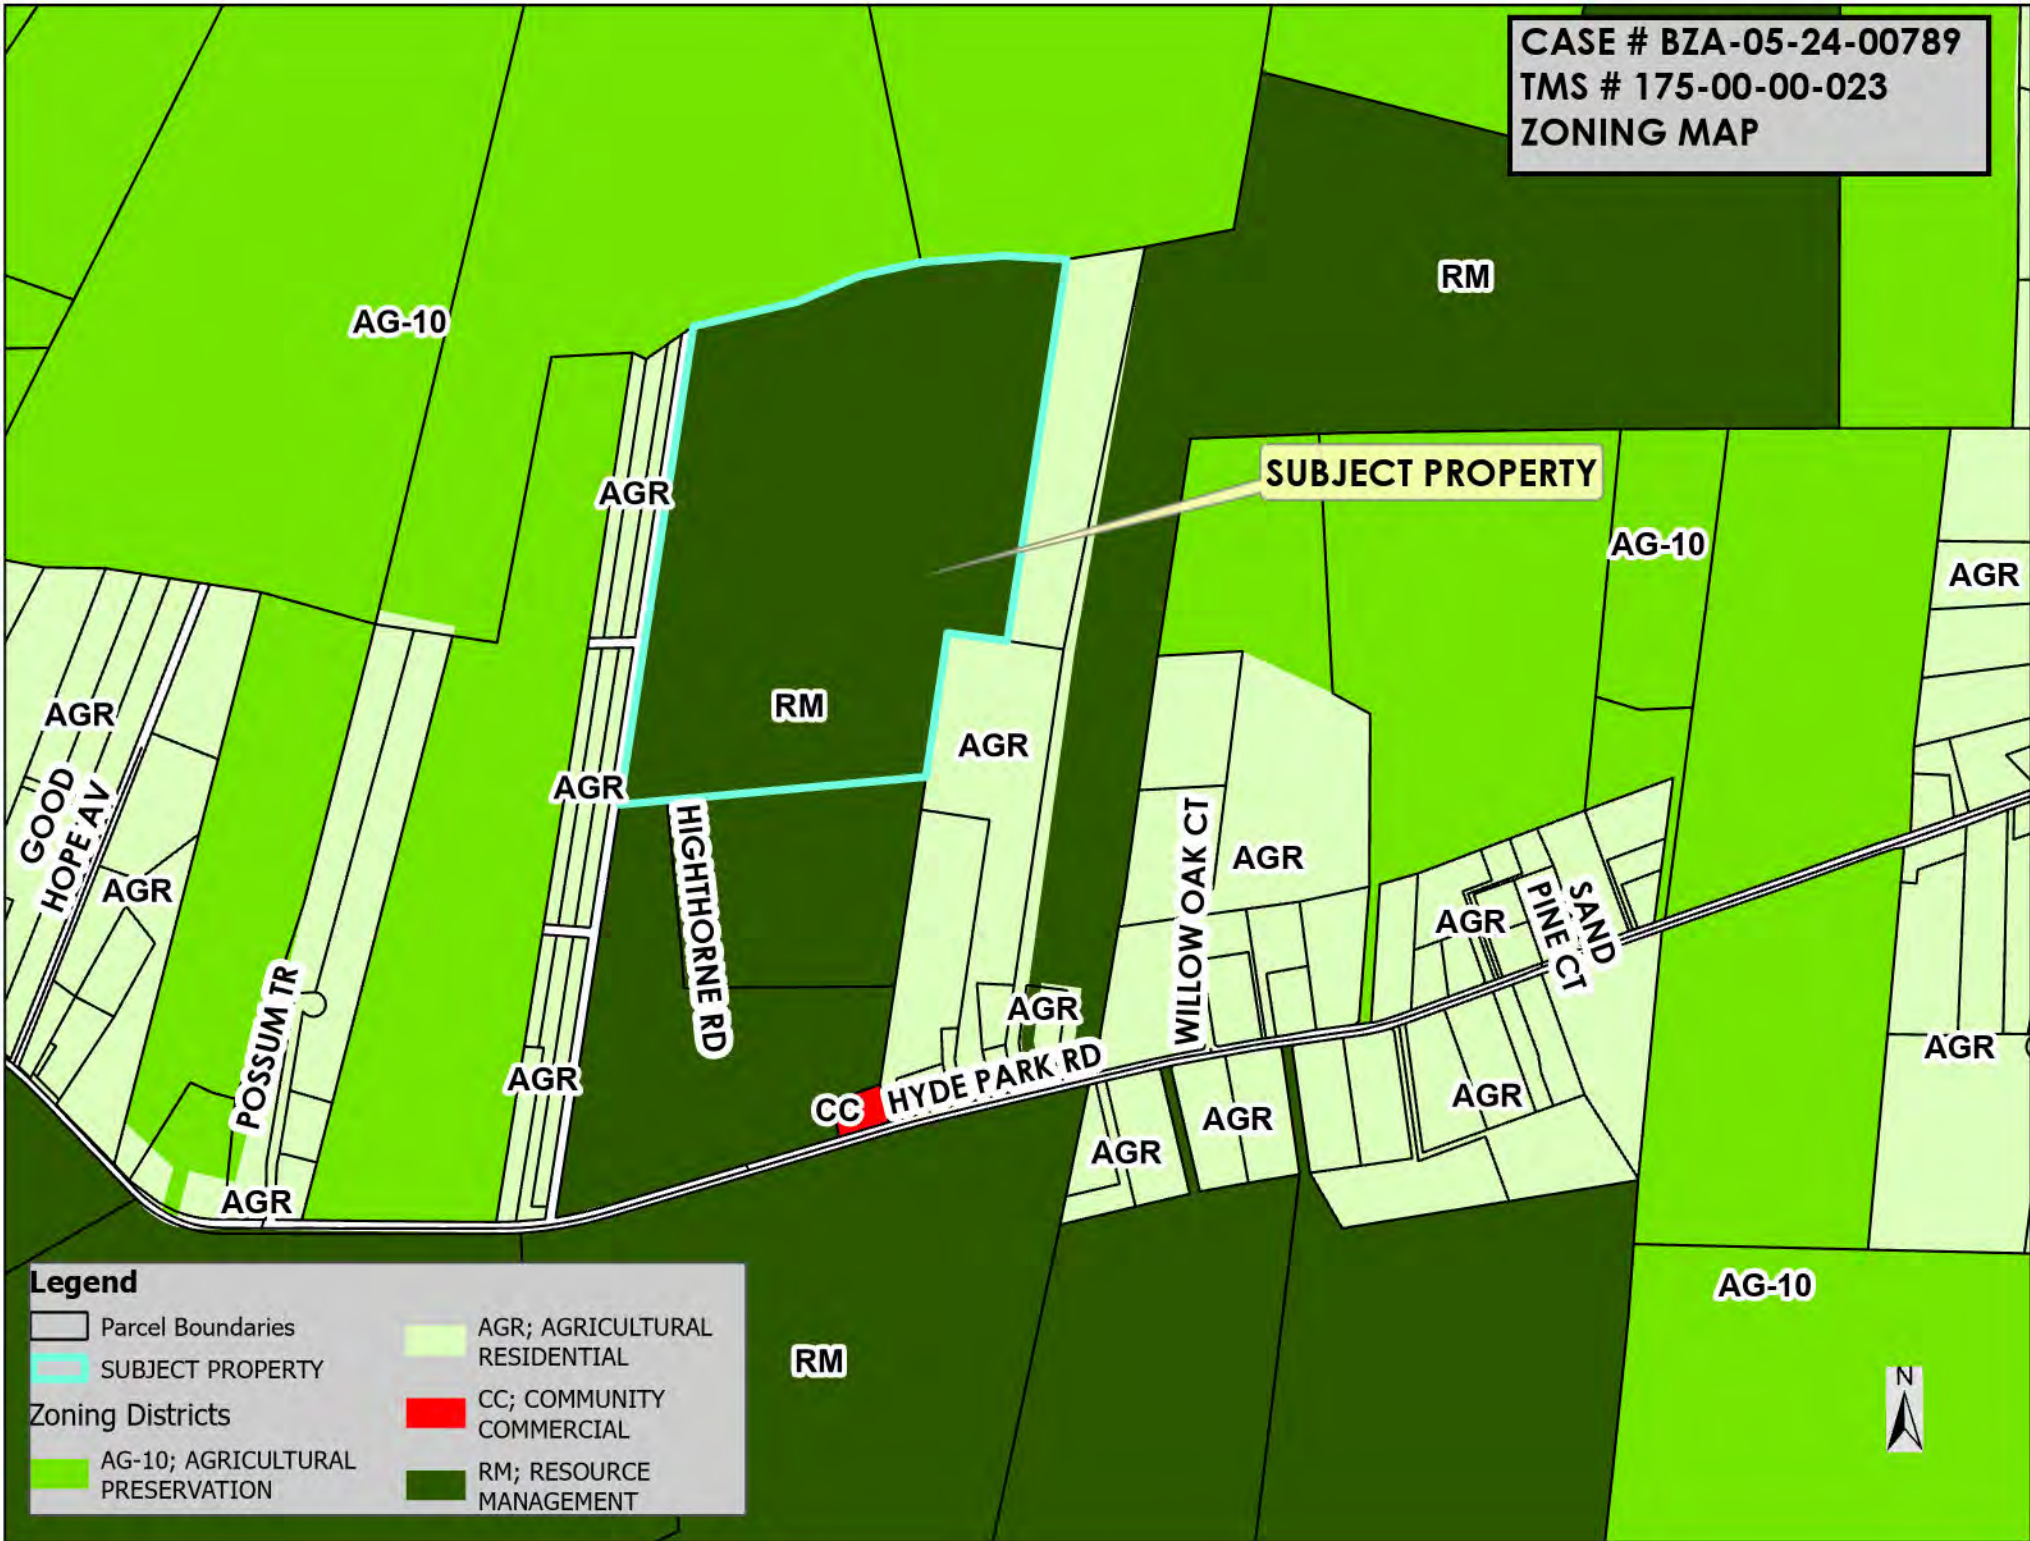 CASE # BZA-05-24-00789
TMS # 175-00-00-023
ZONING MAP
RM
AG-10
SUBJECT PROPERTY
AGR
AG-10
AGR
RM
AGR
AGR
AGR
GOOD
HOPE AV
HIGHTHORNE RD
WILLOW OAK CT
AGR
AGR
AGR
SAND
PINE CT
POSSUM TR
AGR
AGR
AGR
HYDE PARK RD
CC
AGR
AGR
AGR
AGR
AG-10
RM
Legend
Parcel Boundaries
SUBJECT PROPERTY
Zoning Districts
AG-10; AGRICULTURAL
PRESERVATION
AGR; AGRICULTURAL
RESIDENTIAL
CC; COMMUNITY
COMMERCIAL
RM; RESOURCE
MANAGEMENT
N